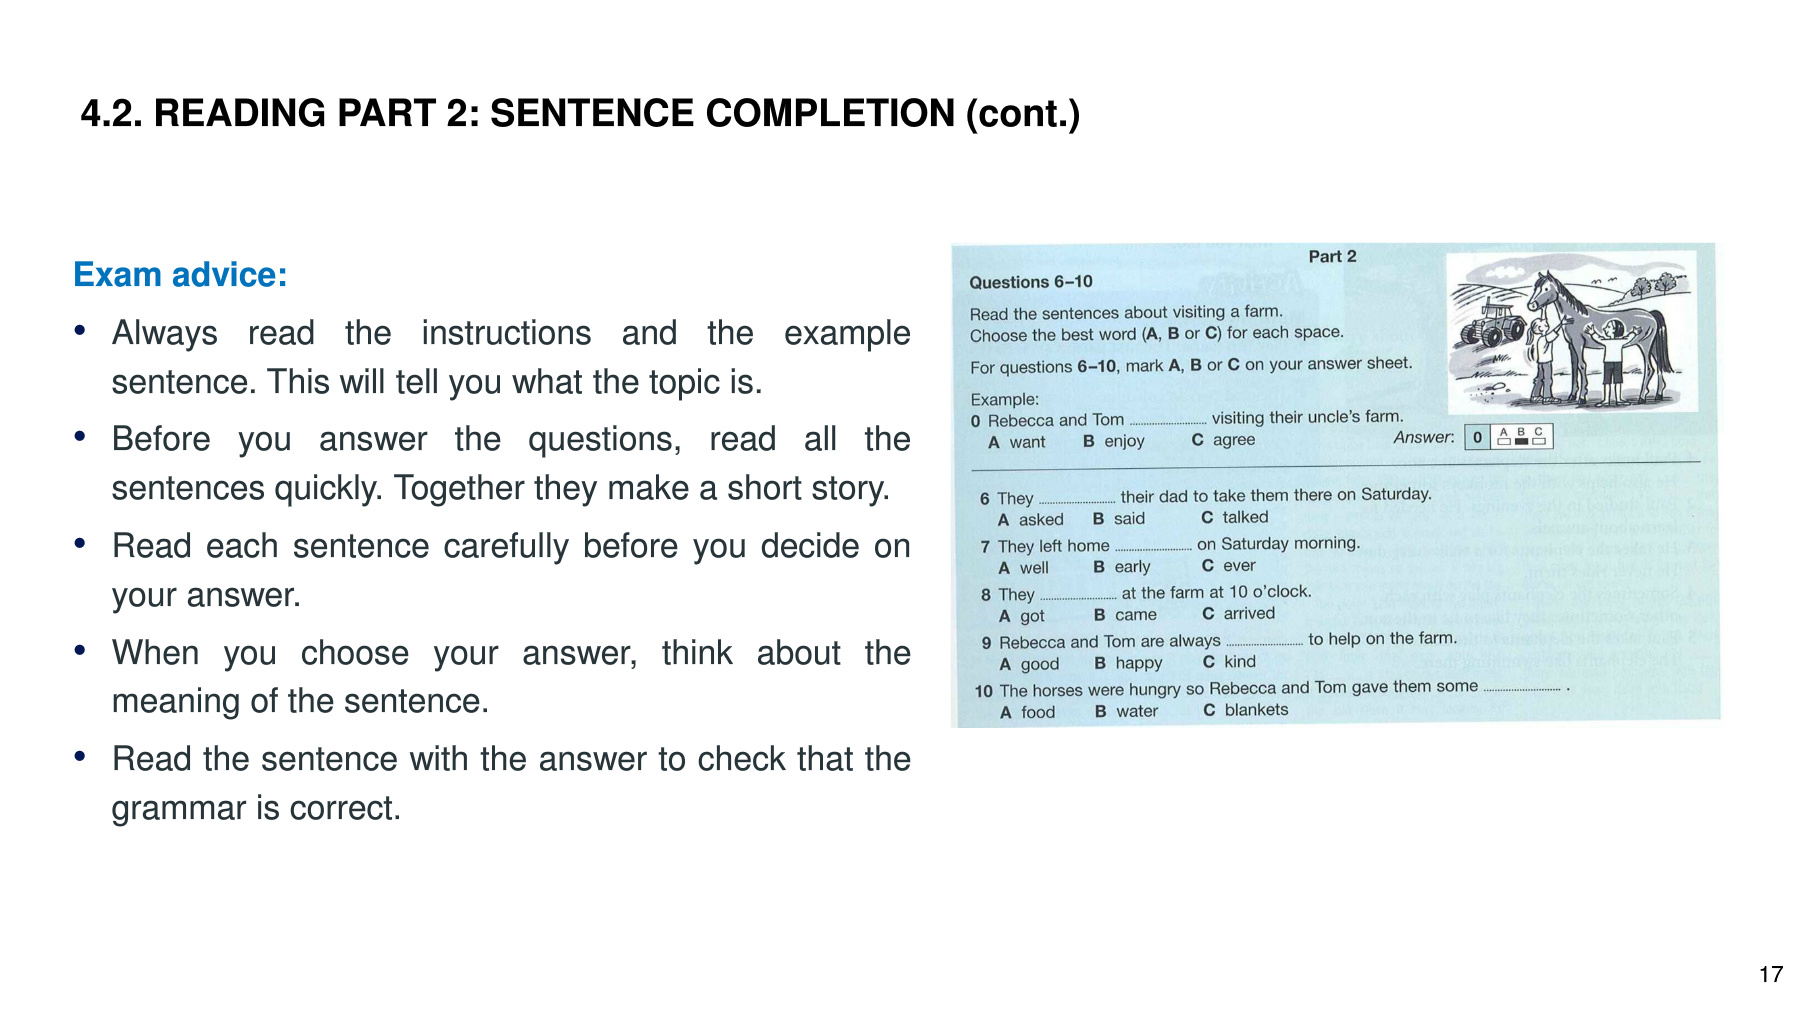 4.2. READING PART 2: SENTENCE COMPLETION (cont.)
Exam advice:
• Always read the instructions and the example
sentence. This will tell you what the topic is.
• Before you answer the questions, read all the
sentences quickly. Together they make a short story.
• Read each sentence carefully before you decide on
your answer.
• When you choose your answer, think about the
meaning of the sentence.
• Read the sentence with the answer to check that the
grammar is correct.
Part 2
Questions 6–10
Read the sentences about visiting a farm.
Choose the best word (A, B or C) for each space.
For questions 6–10, mark A, B or C on your answer sheet.
Example:
0 Rebecca and Tom .......................... visiting their uncle's farm.
A want B enjoy C agree
Answer: 0 A B C
6 They .......................... their dad to take them there on Saturday.
A asked B said C talked
7 They left home .......................... on Saturday morning.
A well B early C ever
8 They .......................... at the farm at 10 o'clock.
A got B came C arrived
9 Rebecca and Tom are always .......................... to help on the farm.
A good B happy C kind
10 The horses were hungry so Rebecca and Tom gave them some .......................... .
A food B water C blankets
17